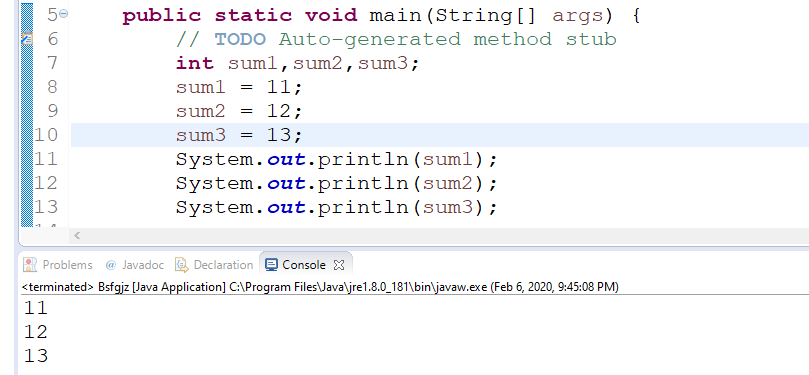 5 public static void main(String[] args) {
6 // TODO Auto-generated method stub
7 int sum1,sum2,sum3;
8 sum1 = 11;
9 sum2 = 12;
10 sum3 = 13;
11 System.out.println(sum1);
12 System.out.println(sum2);
13 System.out.println(sum3);
Problems @ Javadoc Declaration Console
<terminated> Bsfgjz [Java Application] C:\Program Files\Java\jre1.8.0_181\bin\javaw.exe (Feb 6, 2020, 9:45:08 PM)
11
12
13